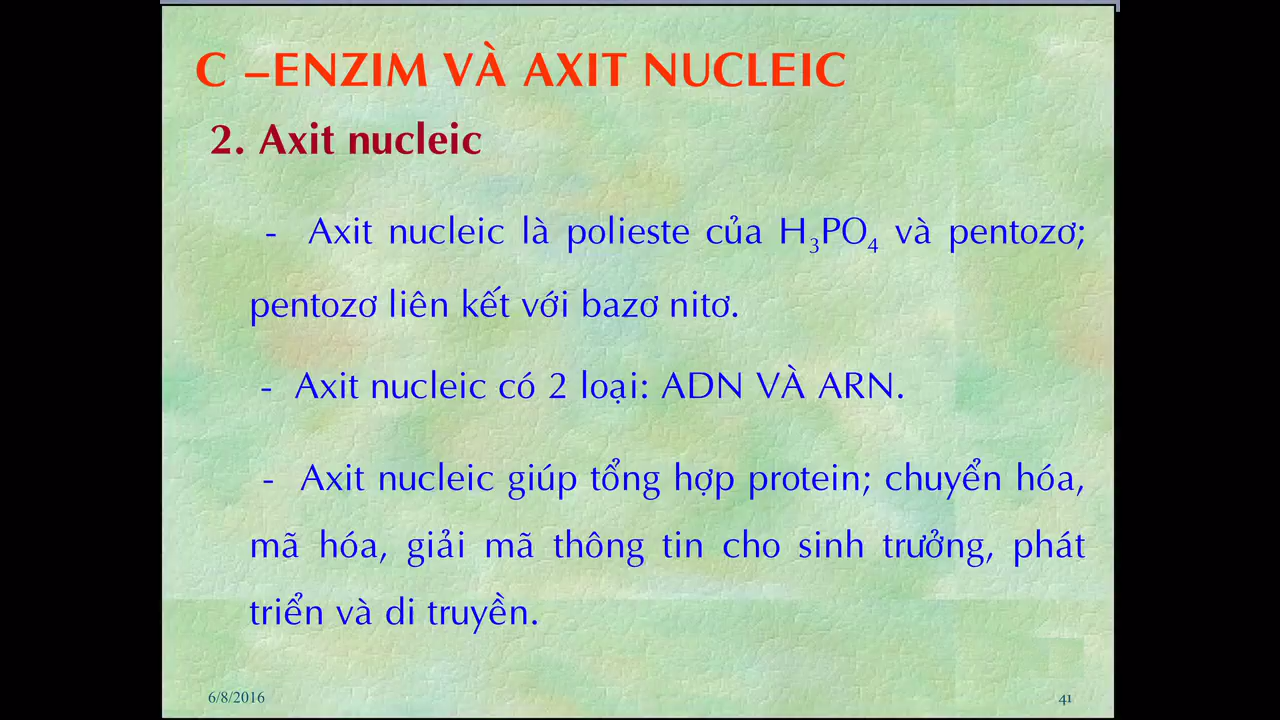 C –ENZIM VÀ AXIT NUCLEIC
2. Axit nucleic
- Axit nucleic là polieste của H₃PO₄ và pentozơ;
pentozơ liên kết với bazơ nitơ.
- Axit nucleic có 2 loại: ADN VÀ ARN.
- Axit nucleic giúp tổng hợp protein; chuyển hóa,
mã hóa, giải mã thông tin cho sinh trưởng, phát
triển và di truyền.
6/8/2016
41